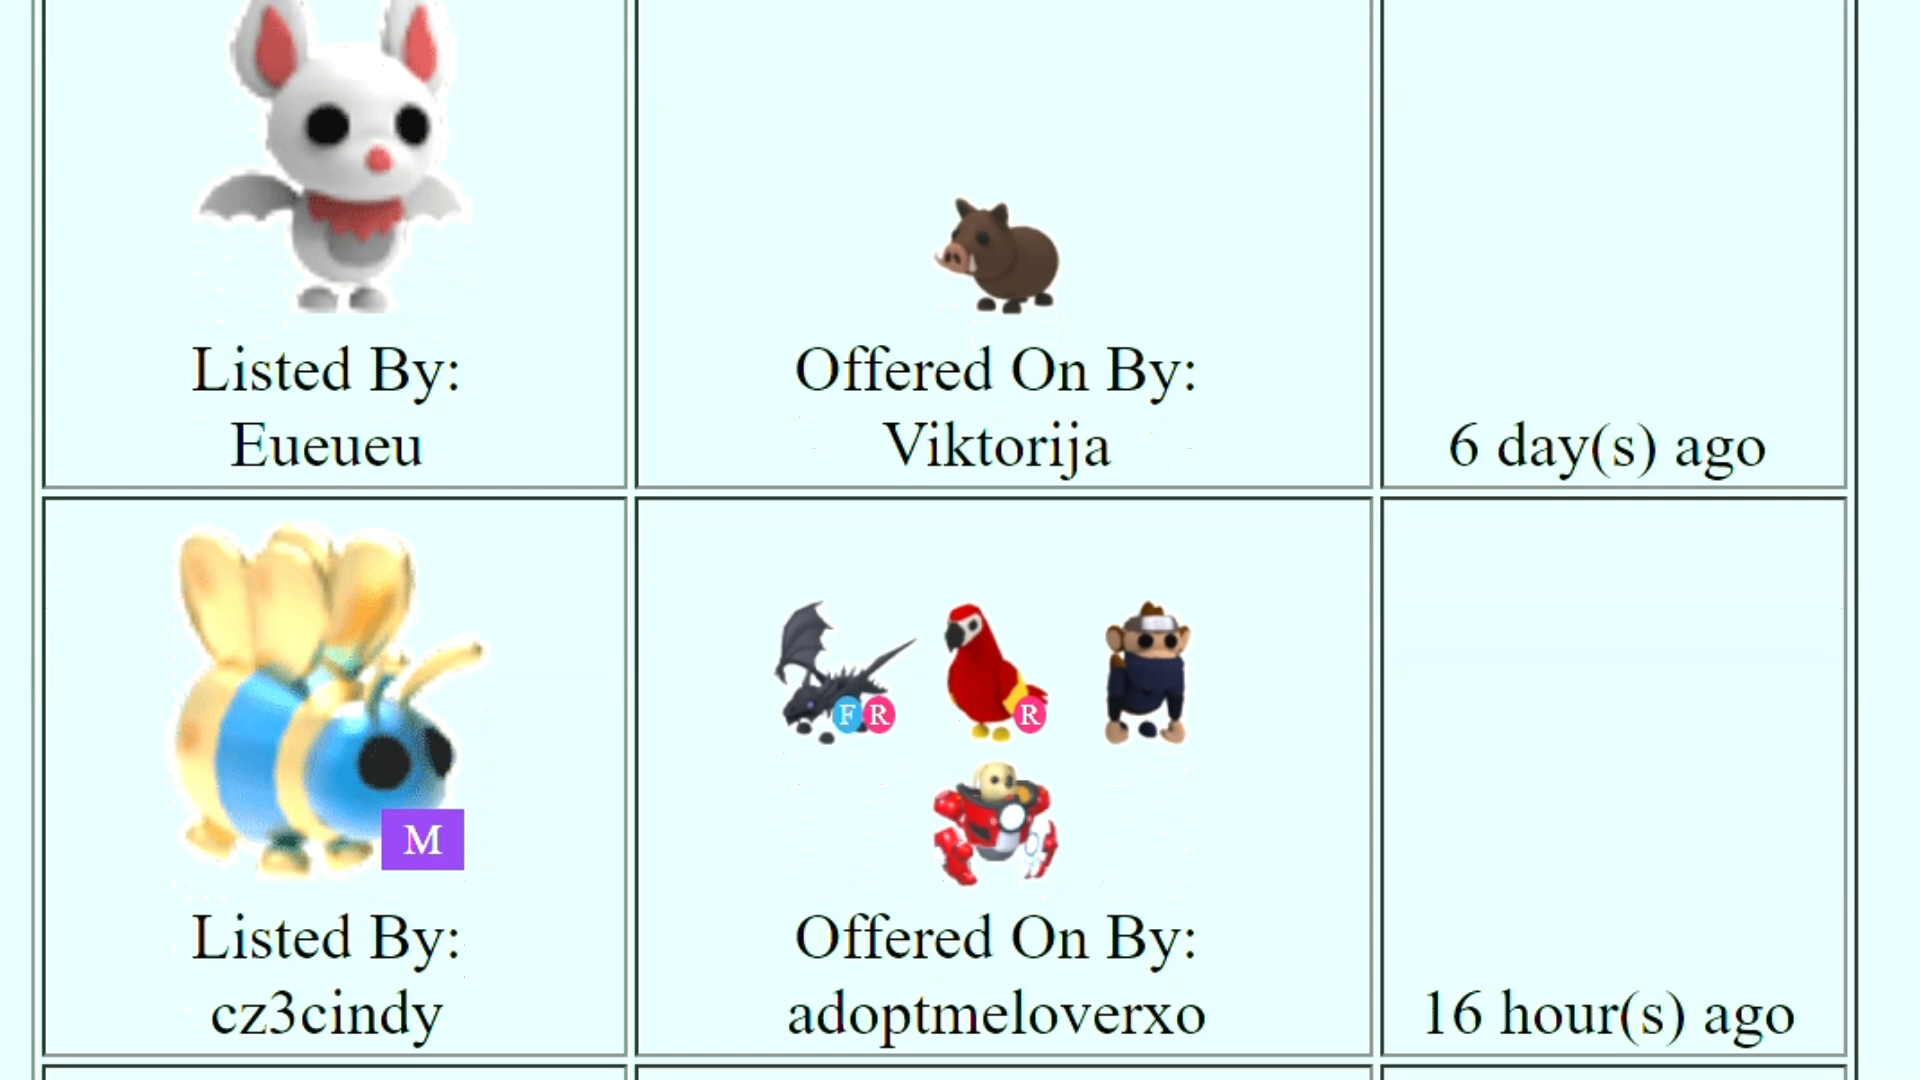 Listed By:
Eueueu
Offered On By:
Viktorija
6 day(s) ago
M
Listed By:
cz3cindy
F R
R
Offered On By:
adoptmeloverxo
16 hour(s) ago